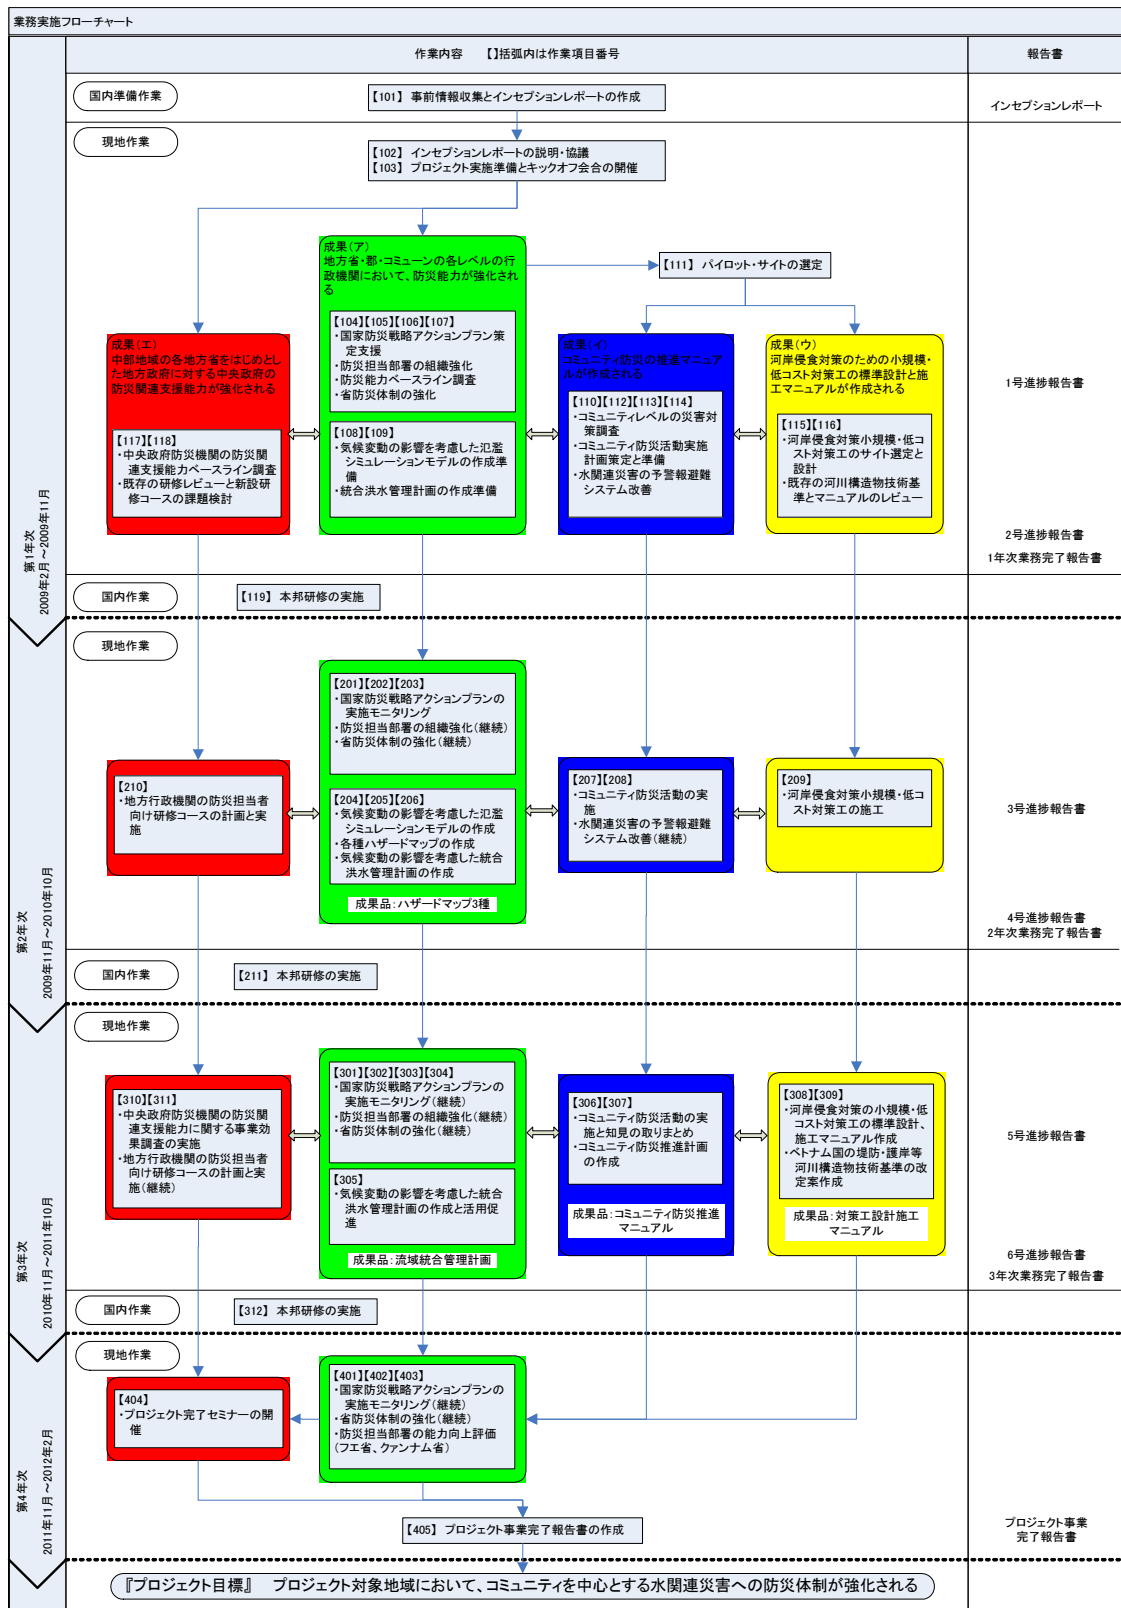 業務実施フローチャート
作業内容　【】括弧内は作業項目番号
報告書
第1年次
2009年2月～2009年11月
国内準備作業
【101】 事前情報収集とインセプションレポートの作成
インセプションレポート
現地作業
【102】 インセプションレポートの説明・協議
【103】 プロジェクト実施準備とキックオフ会合の開催
成果(ア)
地方省・郡・コミューンの各レベルの行
政機関において、防災能力が強化され
る
【104】【105】【106】【107】
・国家防災戦略アクションプラン策
定支援
・防災担当部署の組織強化
・防災能力ベースライン調査
・省防災体制の強化
【108】【109】
・気候変動の影響を考慮した氾濫
シミュレーションモデルの作成準
備
・統合洪水管理計画の作成準備
【111】 パイロット・サイトの選定
成果(エ)
中部地域の各地方省をはじめとし
た地方政府に対する中央政府の
防災関連支援能力が強化される
【117】【118】
・中央政府防災機関の防災関
連支援能力ベースライン調査
・既存の研修レビューと新設研
修コースの課題検討
成果(イ)
コミュニティ防災の推進マニュア
ルが作成される
【110】【112】【113】【114】
・コミュニティレベルの災害対
策調査
・コミュニティ防災活動実施
計画策定と準備
・水関連災害の予警報避難
システム改善
成果(ウ)
河岸侵食対策のための小規模・
低コスト対策工の標準設計と施
工マニュアルが作成される
【115】【116】
・河岸侵食対策小規模・低コ
スト対策工のサイト選定と
設計
・既存の河川構造物技術基
準とマニュアルのレビュー
1号進捗報告書
2号進捗報告書
1年次業務完了報告書
国内作業
【119】 本邦研修の実施
第2年次
2009年11月～2010年10月
現地作業
【201】【202】【203】
・国家防災戦略アクションプランの
実施モニタリング
・防災担当部署の組織強化(継続)
・省防災体制の強化(継続)
【204】【205】【206】
・気候変動の影響を考慮した氾濫
シミュレーションモデルの作成
・各種ハザードマップの作成
・気候変動の影響を考慮した統合
洪水管理計画の作成
成果品：ハザードマップ3種
【210】
・地方行政機関の防災担当者
向け研修コースの計画と実
施
【207】【208】
・コミュニティ防災活動の実
施
・水関連災害の予警報避難
システム改善(継続)
【209】
・河岸侵食対策小規模・低コ
スト対策工の施工
3号進捗報告書
4号進捗報告書
2年次業務完了報告書
国内作業
【211】 本邦研修の実施
第3年次
2010年11月～2011年10月
現地作業
【301】【302】【303】【304】
・国家防災戦略アクションプランの
実施モニタリング(継続)
・防災担当部署の組織強化(継続)
・省防災体制の強化(継続)
【305】
・気候変動の影響を考慮した統合
洪水管理計画の作成と活用促
進
成果品：流域統合管理計画
【310】【311】
・中央政府防災機関の防災関
連支援能力に関する事業効
果調査の実施
・地方行政機関の防災担当者
向け研修コースの計画と実
施(継続)
【306】【307】
・コミュニティ防災活動の実
施と知見の取りまとめ
・コミュニティ防災推進計画
の作成
成果品：コミュニティ防災推進
マニュアル
【308】【309】
・河岸侵食対策の小規模・低
コスト対策工の標準設計、
施工マニュアル作成
・ベトナム国の堤防・護岸等
河川構造物技術基準の改
定案作成
成果品：対策工設計施工
マニュアル
5号進捗報告書
6号進捗報告書
3年次業務完了報告書
国内作業
【312】 本邦研修の実施
第4年次
2011年11月～2012年2月
現地作業
【401】【402】【403】
・国家防災戦略アクションプランの
実施モニタリング(継続)
・省防災体制の強化(継続)
・防災担当部署の能力向上評価
(フエ省、クァンナム省)
【404】
・プロジェクト完了セミナーの開
催
【405】 プロジェクト事業完了報告書の作成
プロジェクト事業
完了報告書
『プロジェクト目標』　プロジェクト対象地域において、コミュニティを中心とする水関連災害への防災体制が強化される